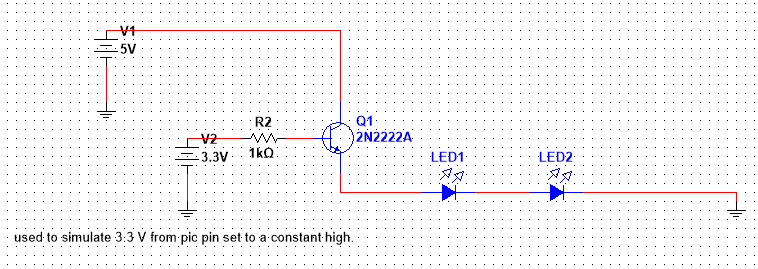 V1
5V
R2
1kΩ
Q1
2N2222A
V2
3.3V
LED1
LED2
used to simulate 3.3 V from pic pin set to a constant high.